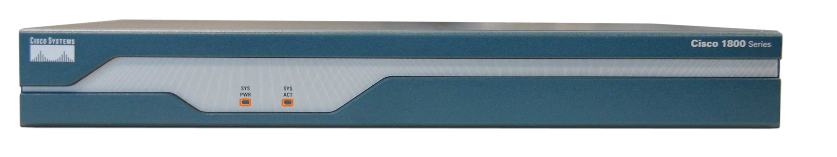 CISCO SYSTEMS
Cisco 1800 Series
SYS SYS
PWR ACT